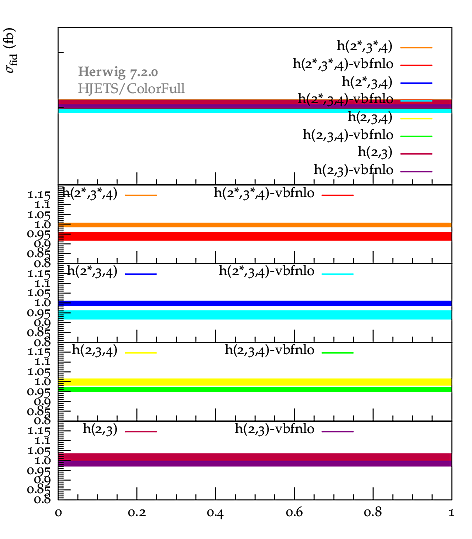 σfid (fb)
Herwig 7.2.0
HJETS/ColorFull
h(2*,3*,4)
h(2*,3*,4)-vbfnlo
h(2*,3,4)
h(2*,3,4)-vbfnlo
h(2,3,4)
h(2,3,4)-vbfnlo
h(2,3)
h(2,3)-vbfnlo
h(2*,3*,4) h(2*,3*,4)-vbfnlo
1.15
1.1
1.05
1.0
0.95
0.9
0.85
0.8
h(2*,3,4) h(2*,3,4)-vbfnlo
1.15
1.1
1.05
1.0
0.95
0.9
0.85
0.8
h(2,3,4) h(2,3,4)-vbfnlo
1.15
1.1
1.05
1.0
0.95
0.9
0.85
0.8
h(2,3) h(2,3)-vbfnlo
1.15
1.1
1.05
1.0
0.95
0.9
0.85
0.8
0 0.2 0.4 0.6 0.8 1